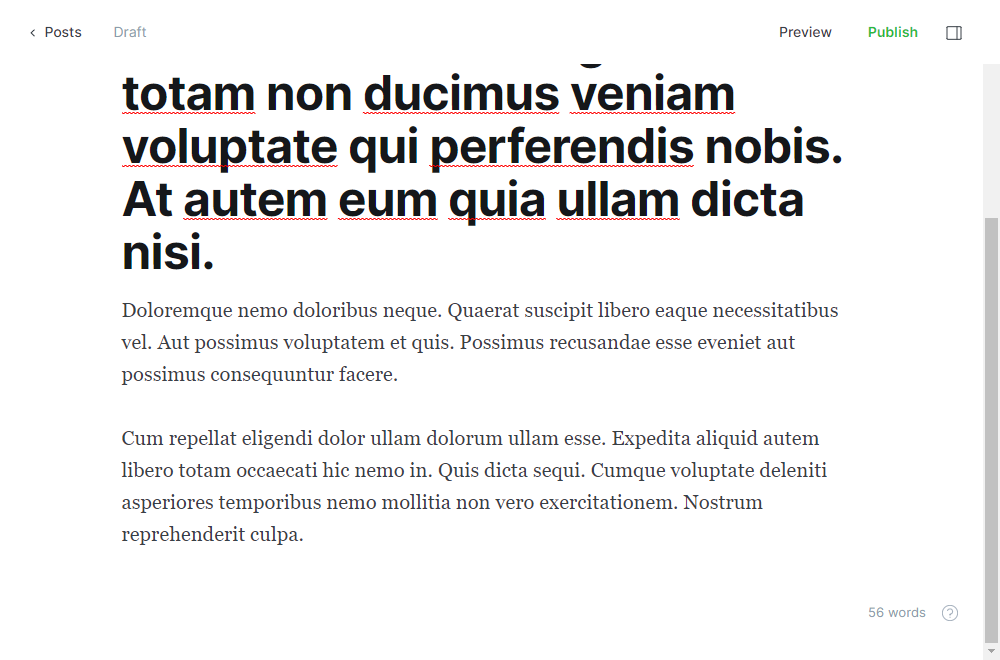 Posts
Draft
Preview
Publish
totam non ducimus veniam
voluptate qui perferendis nobis.
At autem eum quia ullam dicta
nisi.
Doloremque nemo doloribus neque. Quaerat suscipit libero eaque necessitatibus
vel. Aut possimus voluptatem et quis. Possimus recusandae esse eveniet aut
possimus consequuntur facere.
Cum repellat eligendi dolor ullam dolorum ullam esse. Expedita aliquid autem
libero totam occaecati hic nemo in. Quis dicta sequi. Cumque voluptate deleniti
asperiores temporibus nemo mollitia non vero exercitationem. Nostrum
reprehenderit culpa.
56 words
?